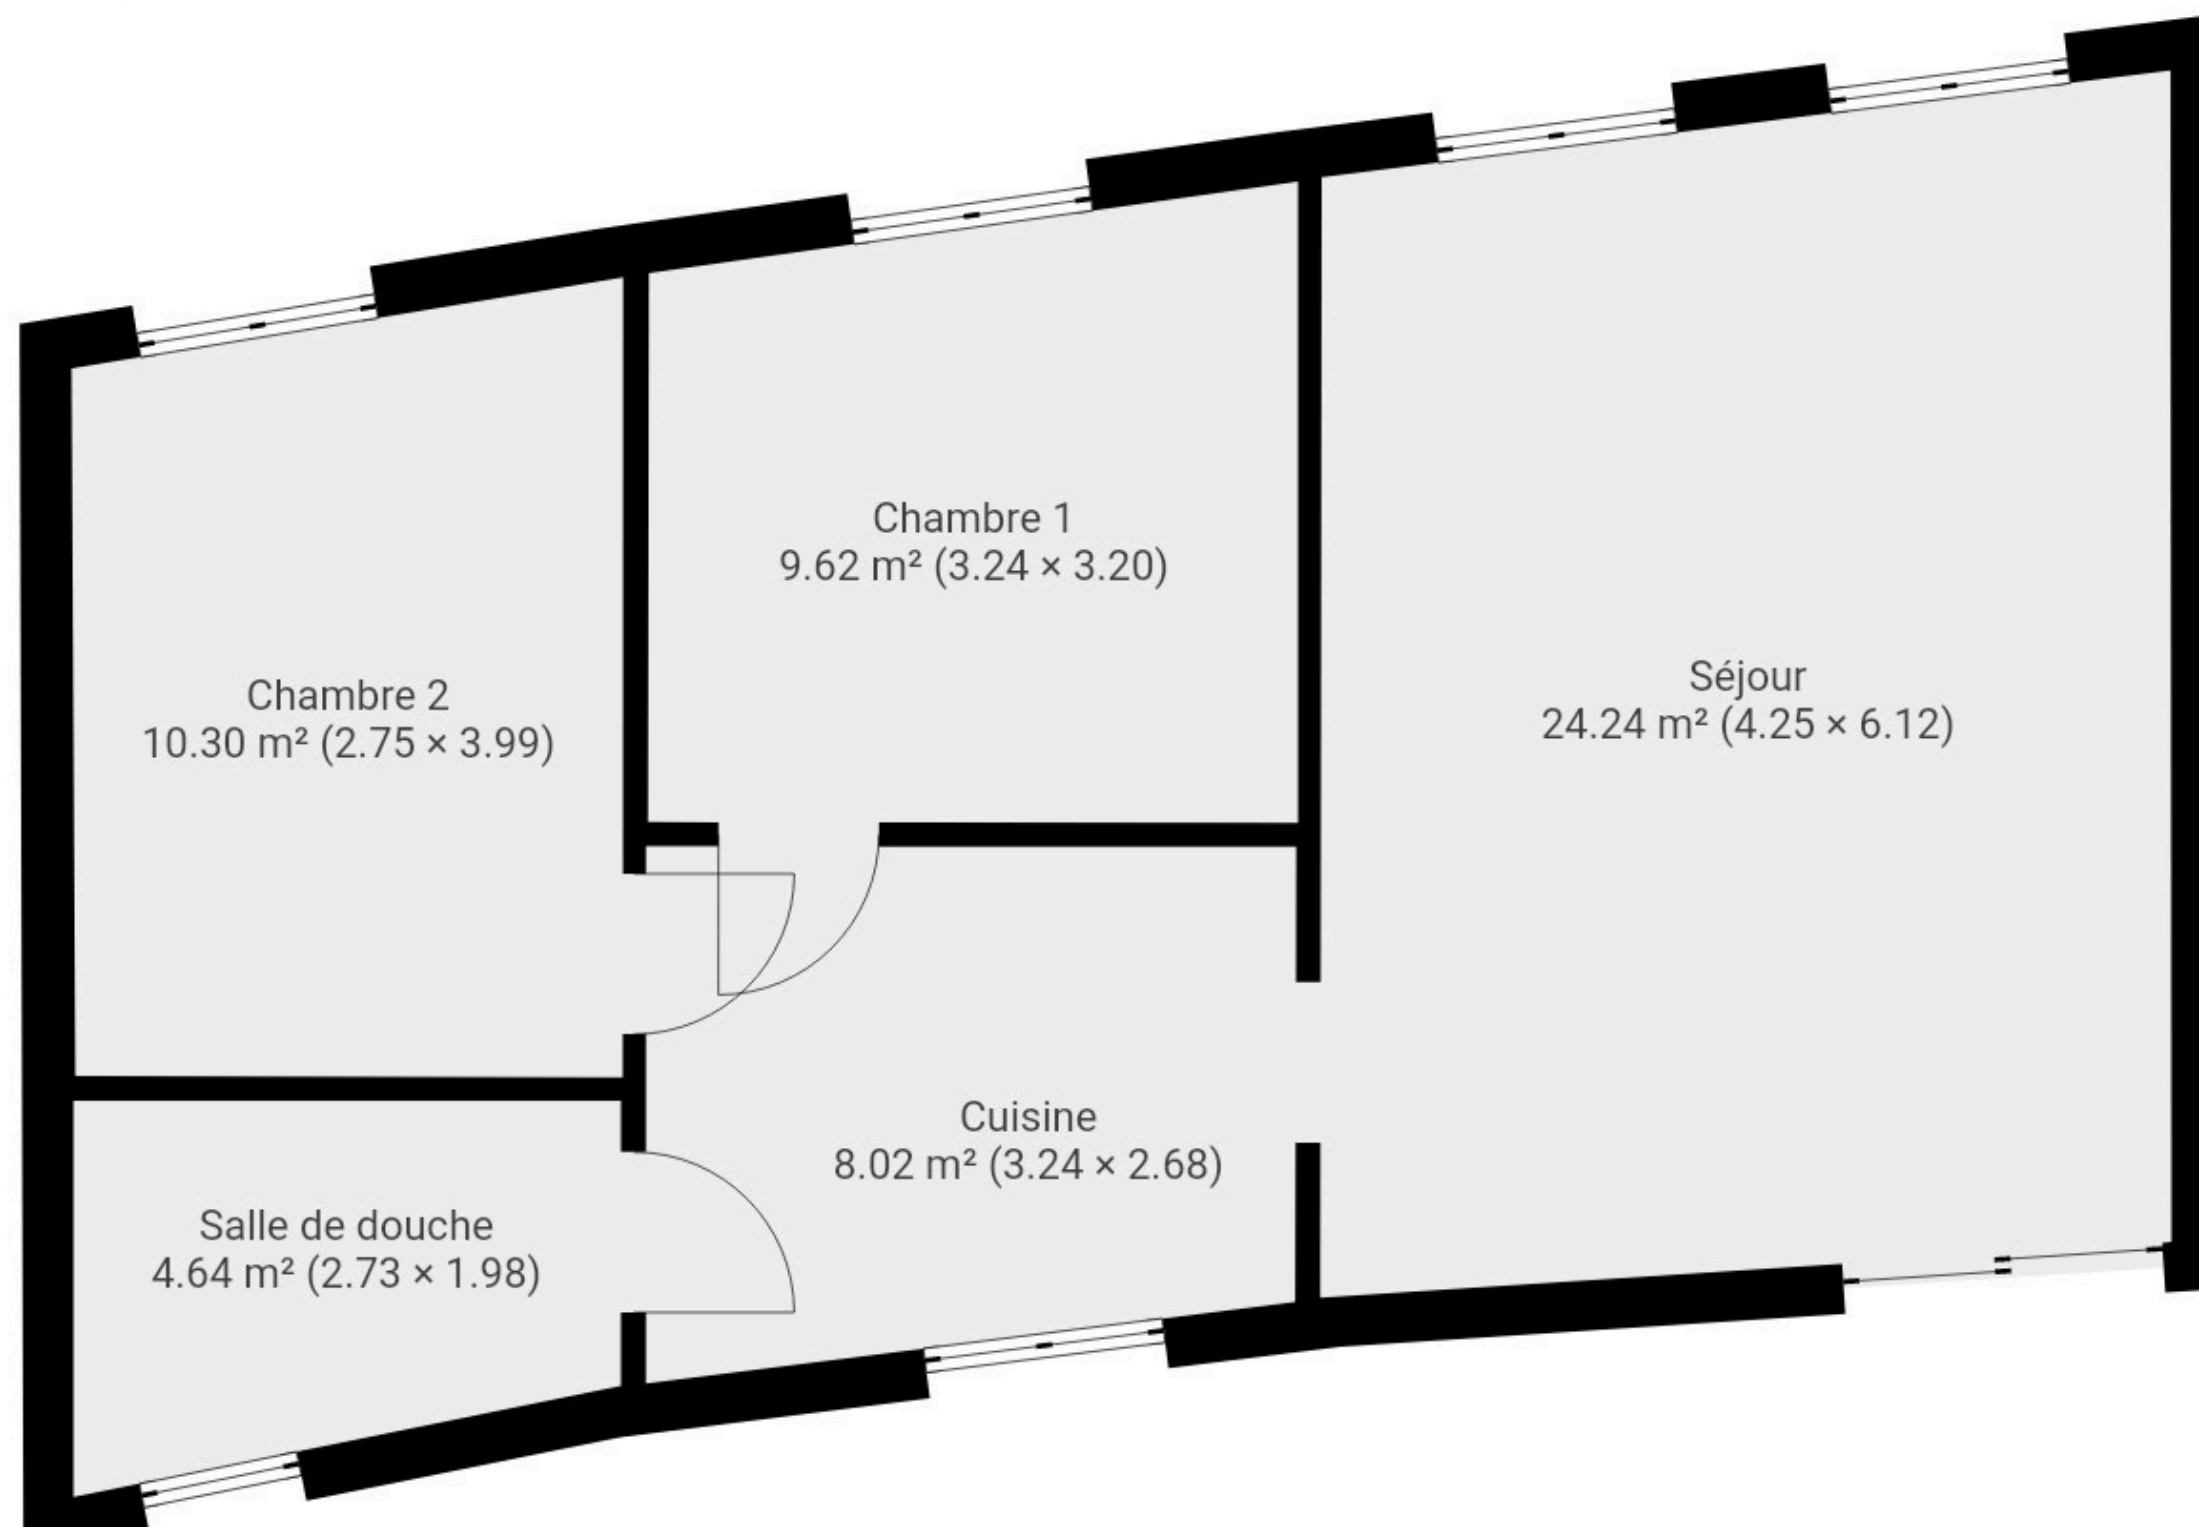 Chambre 1
9.62 m² (3.24 × 3.20)
Séjour
24.24 m² (4.25 × 6.12)
Chambre 2
10.30 m² (2.75 × 3.99)
Cuisine
8.02 m² (3.24 × 2.68)
Salle de douche
4.64 m² (2.73 × 1.98)